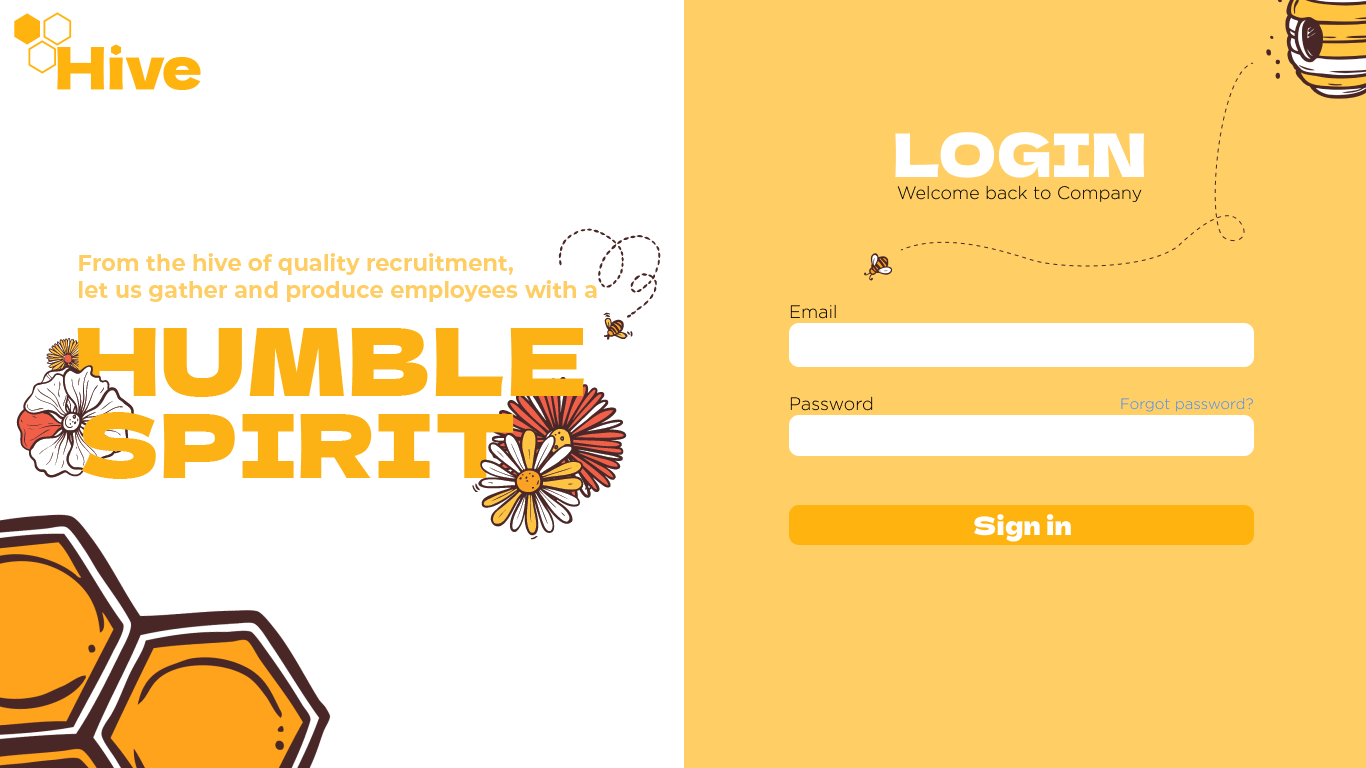 Hive
From the hive of quality recruitment,
let us gather and produce employees with a
HUMBLE
SPIRIT
LOGIN
Welcome back to Company
Email
Password
Forgot password?
Sign in